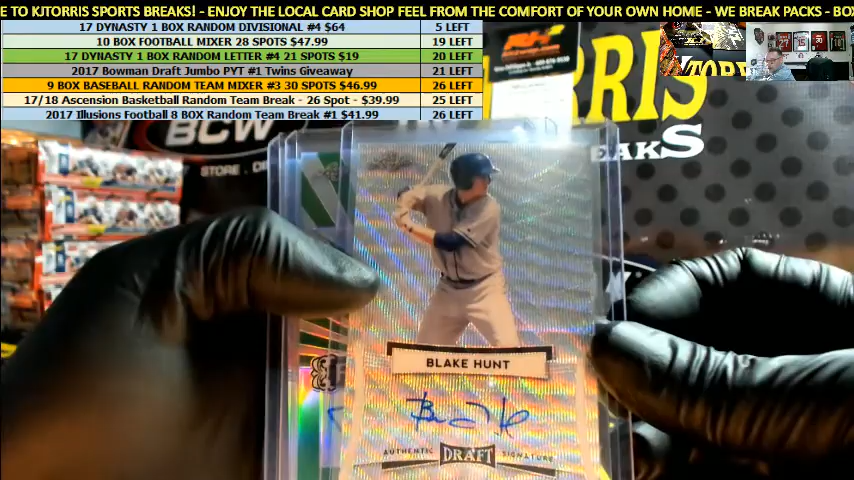 E TO KJTORRIS SPORTS BREAKS! - ENJOY THE LOCAL CARD SHOP FEEL FROM THE COMFORT OF YOUR OWN HOME - WE BREAK PACKS - BOX
17 DYNASTY 1 BOX RANDOM DIVISIONAL #4 $64 5 LEFT
10 BOX FOOTBALL MIXER 28 SPOTS $47.99 19 LEFT
17 DYNASTY 1 BOX RANDOM LETTER #4 21 SPOTS $19 20 LEFT
2017 Bowman Draft Jumbo PYT #1 Twins Giveaway 21 LEFT
9 BOX BASEBALL RANDOM TEAM MIXER #3 30 SPOTS $46.99 26 LEFT
17/18 Ascension Basketball Random Team Break - 26 Spot - $39.99 25 LEFT
2017 Illusions Football 8 BOX Random Team Break #1 $41.99 26 LEFT
RRIS
EAKS
BCW
STORE
BLAKE HUNT
AUTHENTIC DRAFT SIGNATURE